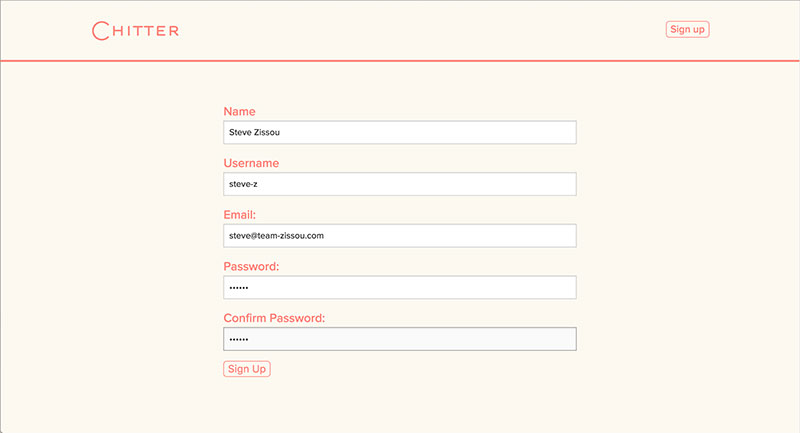 CHITTER
Sign up
Name
Steve Zissou
Username
steve-z
Email:
steve@team-zissou.com
Password:
••••••
Confirm Password:
••••••
Sign Up